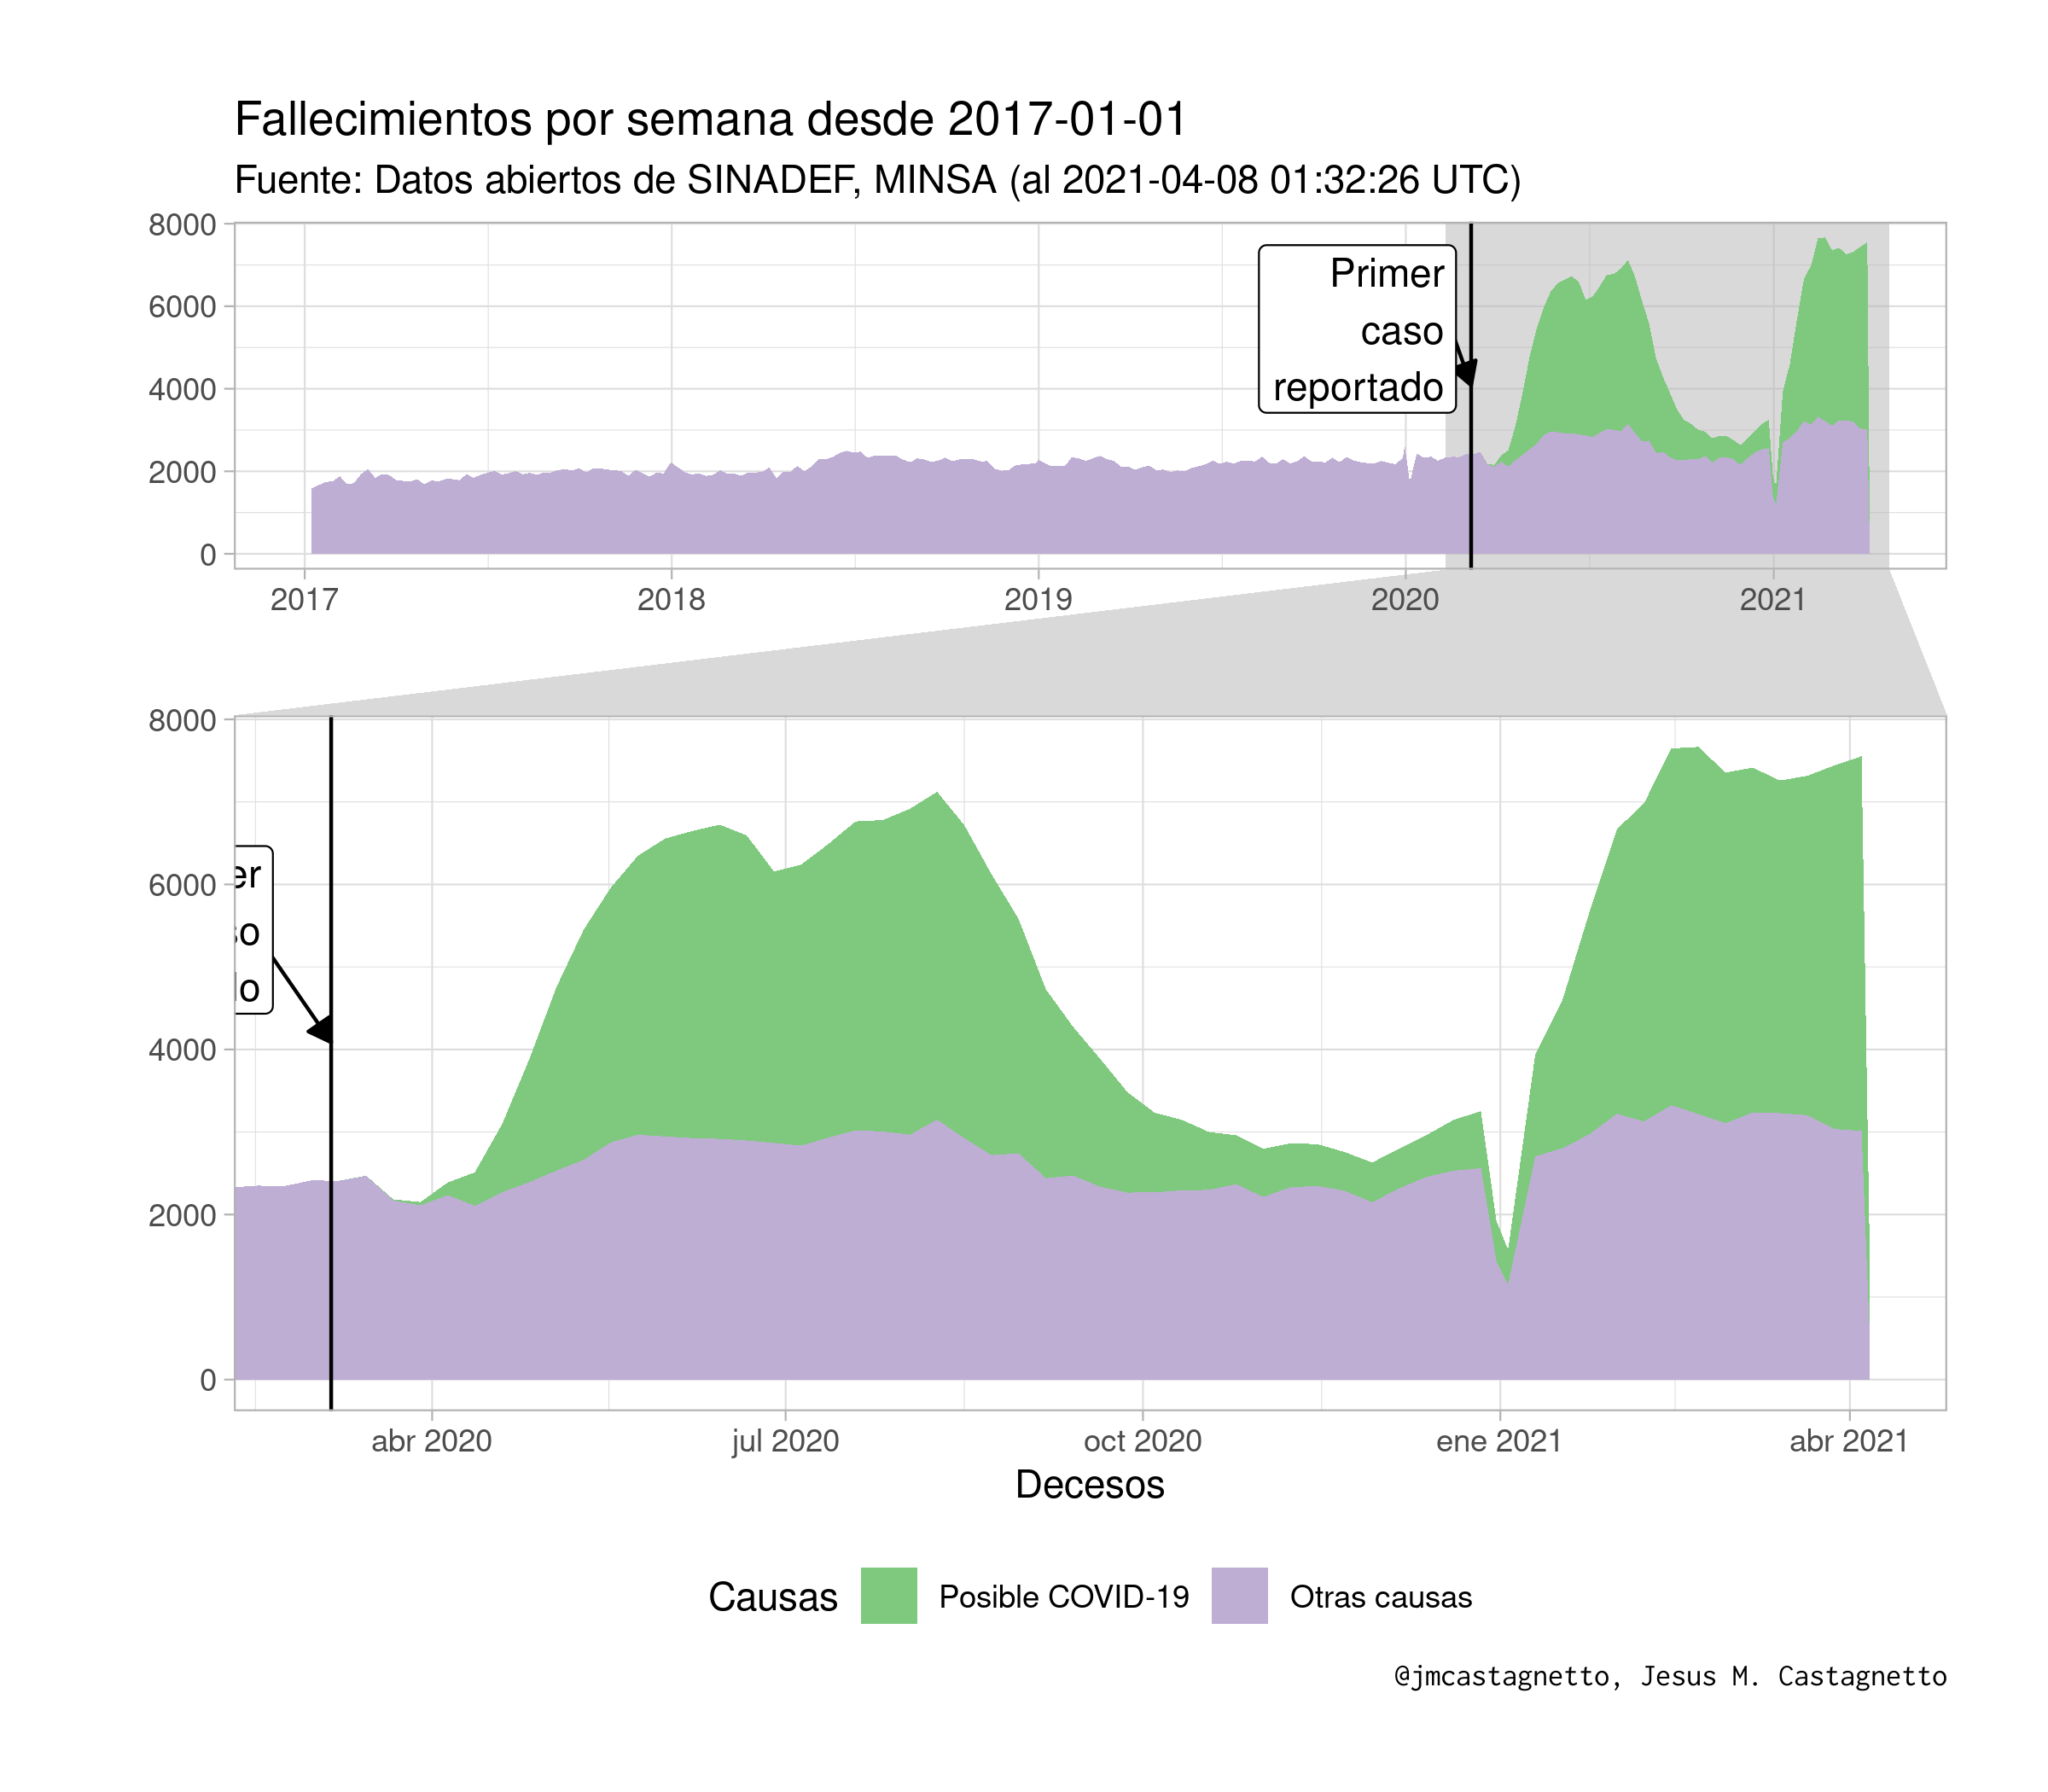 Fallecimientos por semana desde 2017-01-01
Fuente: Datos abiertos de SINADEF, MINSA (al 2021-04-08 01:32:26 UTC)
8000
6000
4000
2000
0
Primer
caso
reportado
2017 2018 2019 2020 2021
8000
6000
4000
2000
0
er
so
do
abr 2020 jul 2020 oct 2020 ene 2021 abr 2021
Decesos
Causas Posible COVID-19 Otras causas
@jmcastagnetto, Jesus M. Castagnetto